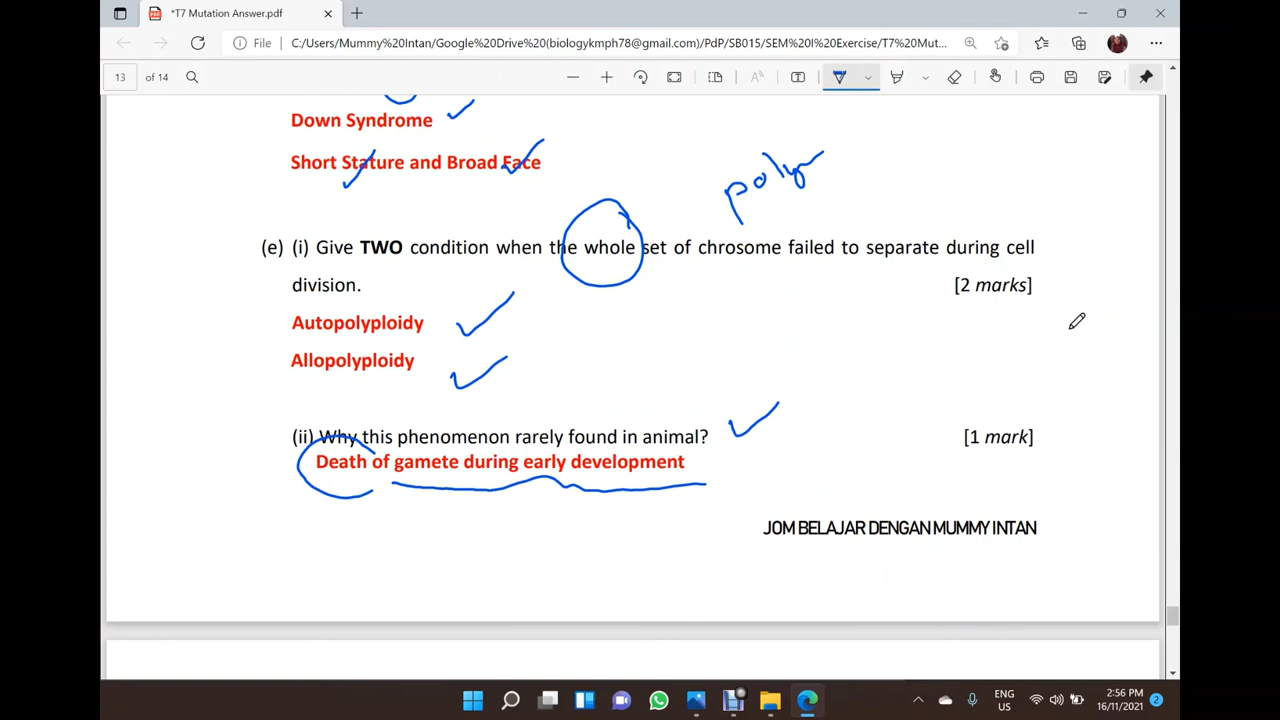 *T7 Mutation Answer.pdf
File
C:/Users/Mummy%20Intan/Google%20Drive%20(biologykmph78@gmail.com)/PdP/SB015/SEM%20I%20Exercise/T7%20Mut...
13 of 14
Down Syndrome
Short Stature and Broad Face
poly
(e) (i) Give TWO condition when the whole set of chrosome failed to separate during cell
division. [2 marks]
Autopolyploidy
Allopolyploidy
(ii) Why this phenomenon rarely found in animal? [1 mark]
Death of gamete during early development
JOM BELAJAR DENGAN MUMMY INTAN
ENG
US
2:56 PM
16/11/2021
2